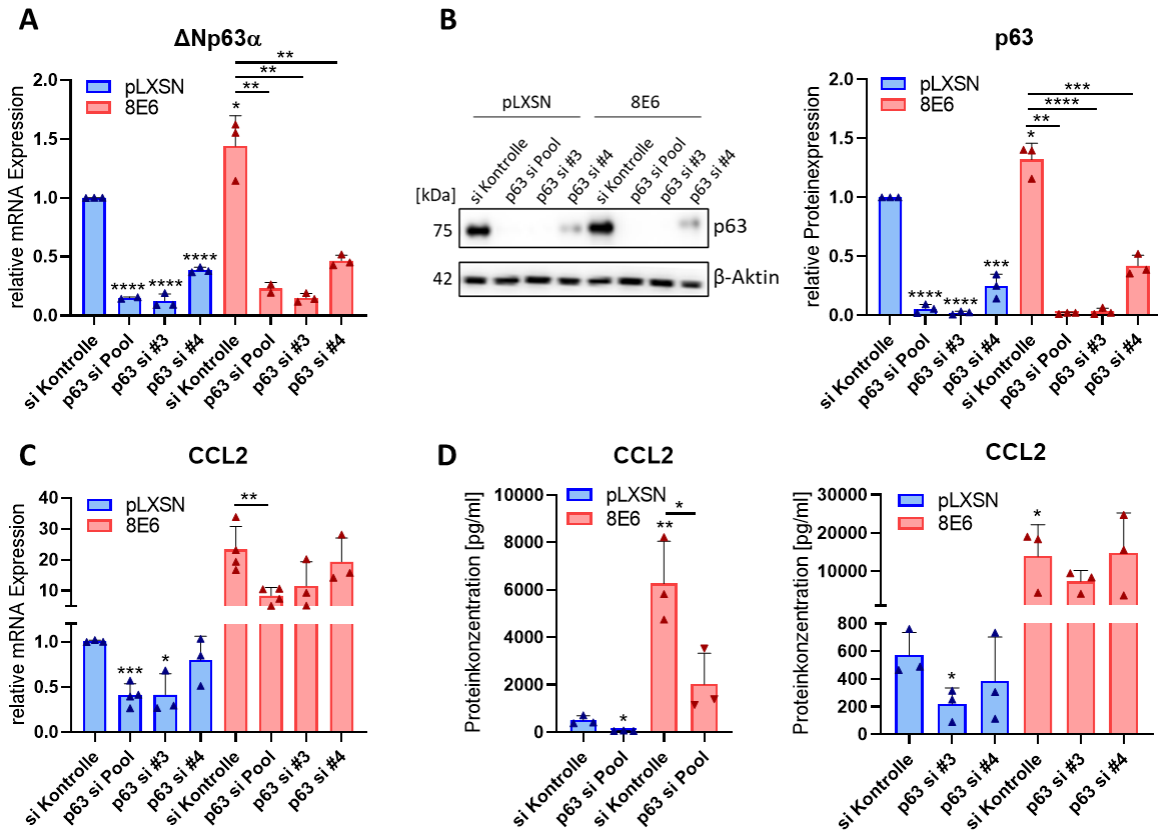 A
ΔNp63α
relative mRNA Expression
2.0
1.5
1.0
0.5
0.0
pLXSN
8E6
**
**
**
*
****
****
****
si Kontrolle
p63 si Pool
p63 si #3
p63 si #4
si Kontrolle
p63 si Pool
p63 si #3
p63 si #4
B
pLXSN
8E6
si Kontrolle
p63 si Pool
p63 si #3
p63 si #4
si Kontrolle
p63 si Pool
p63 si #3
p63 si #4
[kDa]
75
p63
42
β-Aktin
p63
relative Proteinexpression
2.0
1.5
1.0
0.5
0.0
pLXSN
8E6
***
****
**
*
****
****
***
si Kontrolle
p63 si Pool
p63 si #3
p63 si #4
si Kontrolle
p63 si Pool
p63 si #3
p63 si #4
C
CCL2
relative mRNA Expression
40
30
20
10
1.0
0.5
0.0
pLXSN
8E6
**
***
*
si Kontrolle
p63 si Pool
p63 si #3
p63 si #4
si Kontrolle
p63 si Pool
p63 si #3
p63 si #4
D
CCL2
Proteinkonzentration [pg/ml]
10000
8000
6000
4000
2000
0
pLXSN
8E6
*
**
*
si Kontrolle
p63 si Pool
si Kontrolle
p63 si Pool
CCL2
Proteinkonzentration [pg/ml]
30000
20000
10000
800
600
400
200
0
pLXSN
8E6
*
*
si Kontrolle
p63 si #3
p63 si #4
si Kontrolle
p63 si #3
p63 si #4